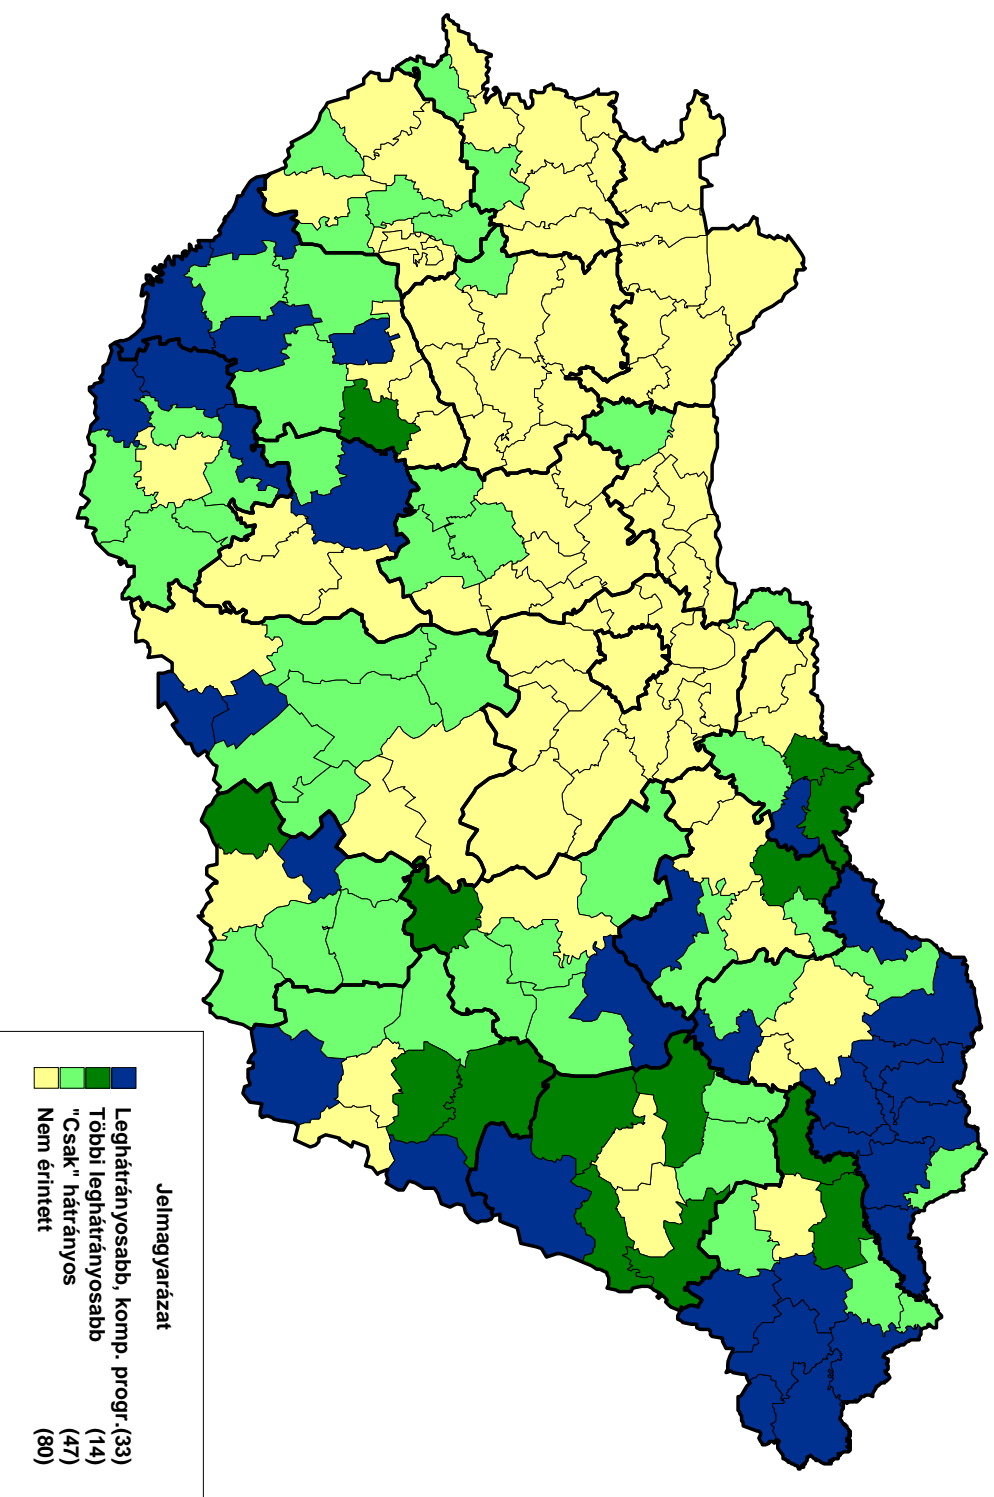 Jelmagyarázat
Leghátrányosabb, komp. progr.(33)
Többi leghátrányosabb (14)
"Csak" hátrányos (47)
Nem érintett (80)